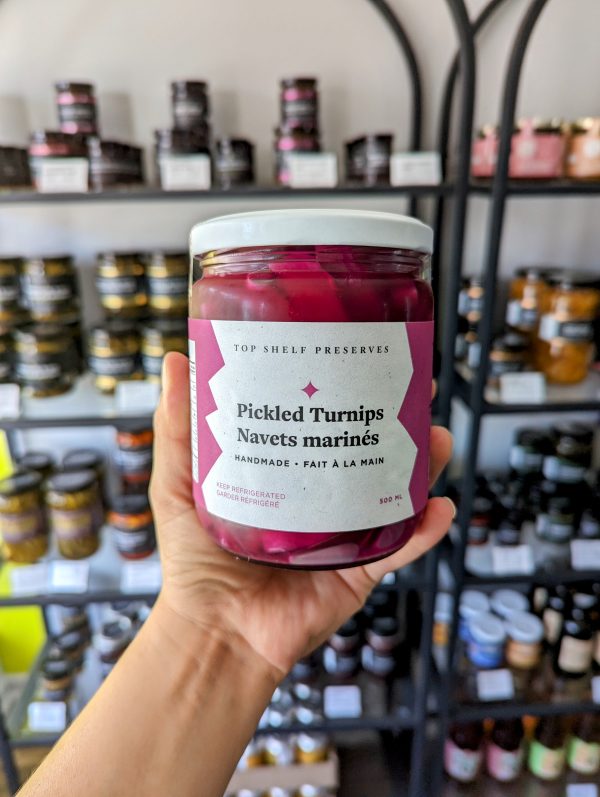 TOP SHELF PRESERVES
Pickled Turnips
Navets marinés
HANDMADE • FAIT À LA MAIN
KEEP REFRIGERATED
GARDER RÉFRIGÉRÉ
500 ML